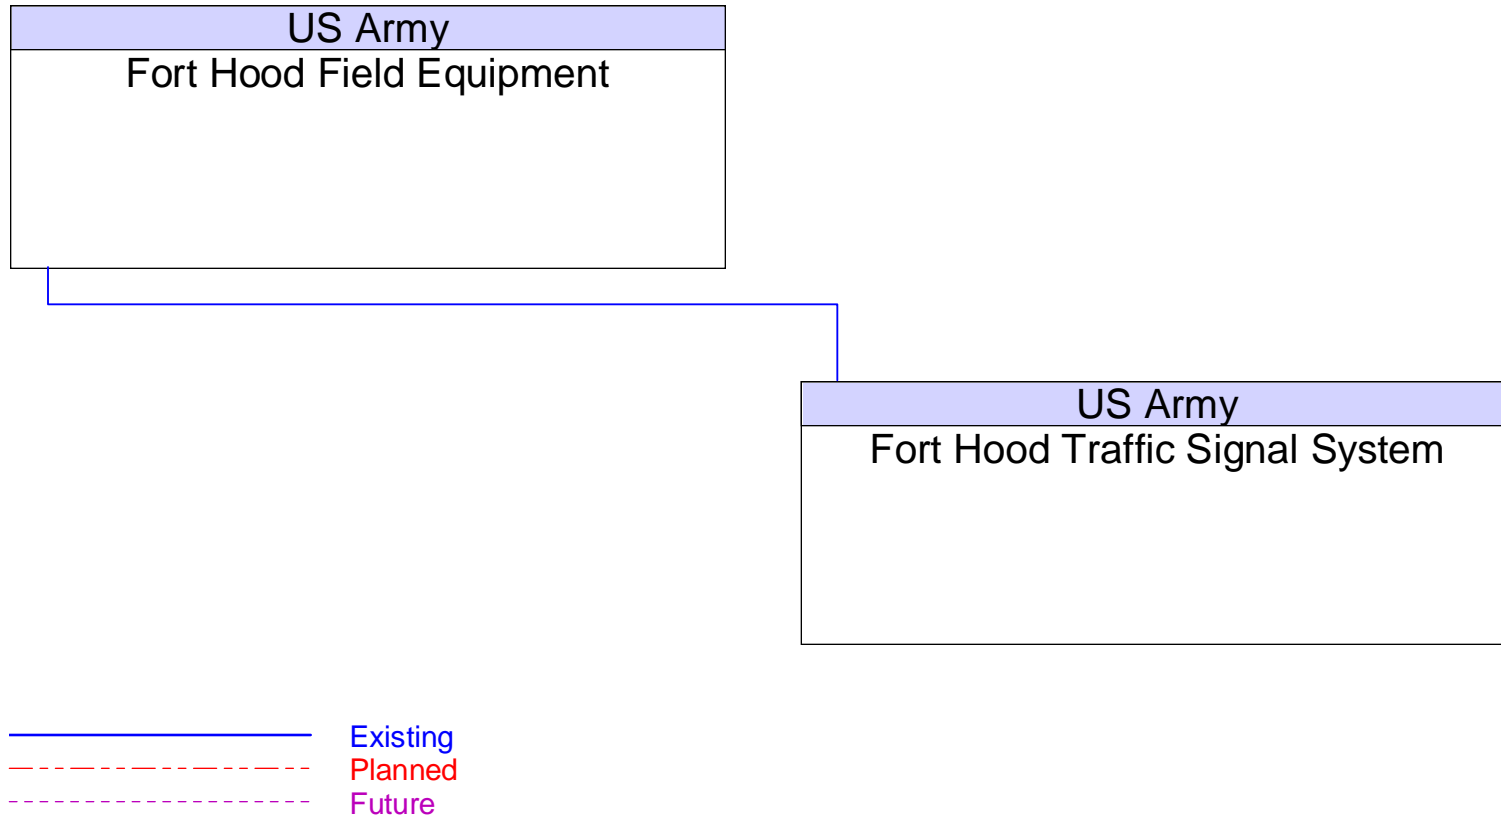 US Army
Fort Hood Field Equipment
US Army
Fort Hood Traffic Signal System
Existing
Planned
Future